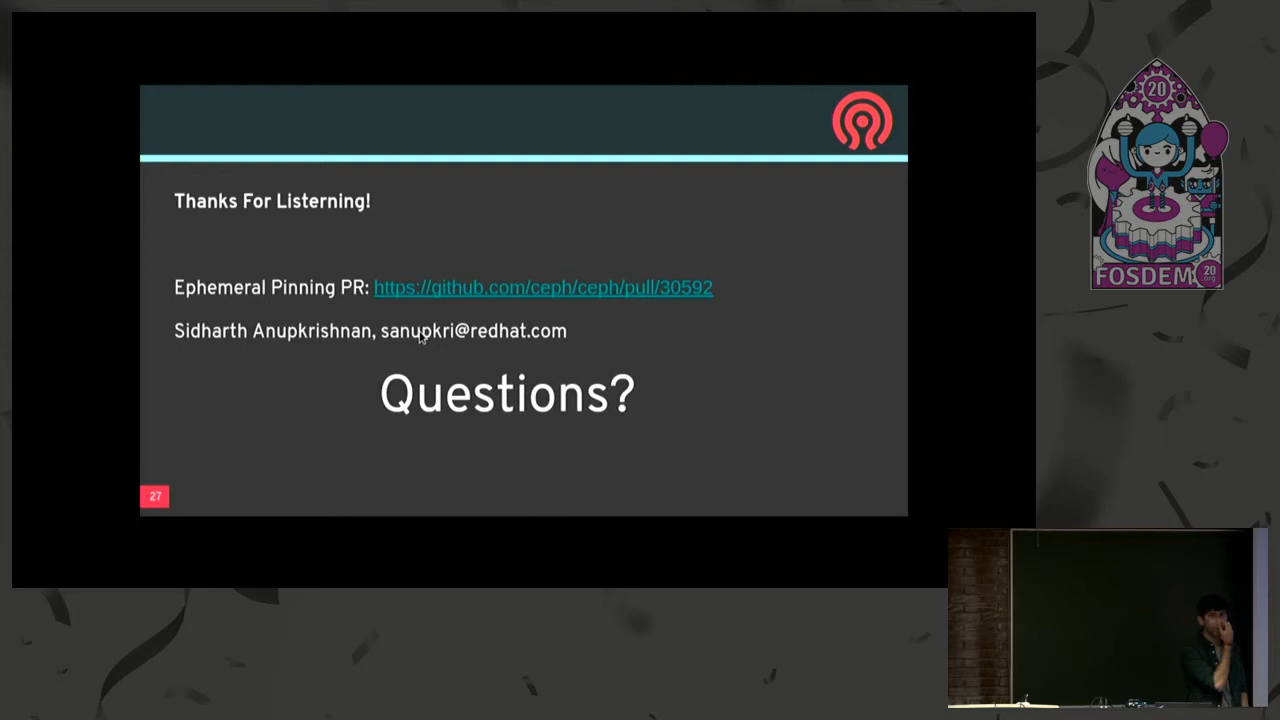 Thanks For Listerning!
Ephemeral Pinning PR: https://github.com/ceph/ceph/pull/30592
Sidharth Anupkrishnan, sanupkri@redhat.com
Questions?
27
20
FOSDEM 20
.org